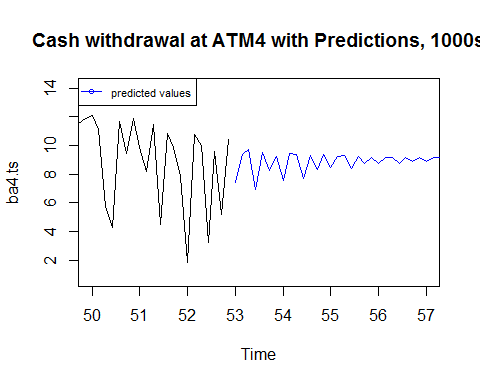 Cash withdrawal at ATM4 with Predictions, 1000s
predicted values
ba4.ts
14
10
8
6
4
2
50 51 52 53 54 55 56 57
Time